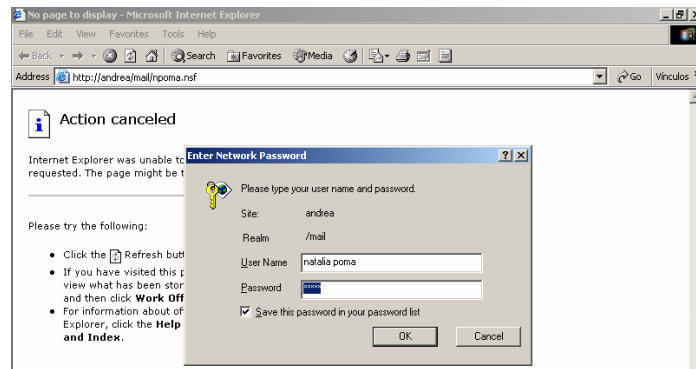 No page to display - Microsoft Internet Explorer
File Edit View Favorites Tools Help
Back Search Favorites Media
Address http://andrea/mail/npoma.nsf Go Vínculos
Action canceled
Internet Explorer was unable to
requested. The page might be t
Please try the following:
Click the Refresh but
If you have visited this p
view what has been stor
and then click Work Off
For information about of
Explorer, click the Help
and Index.
Enter Network Password
Please type your user name and password.
Site: andrea
Realm /mail
User Name natalia poma
Password xxxxx
Save this password in your password list
OK Cancel